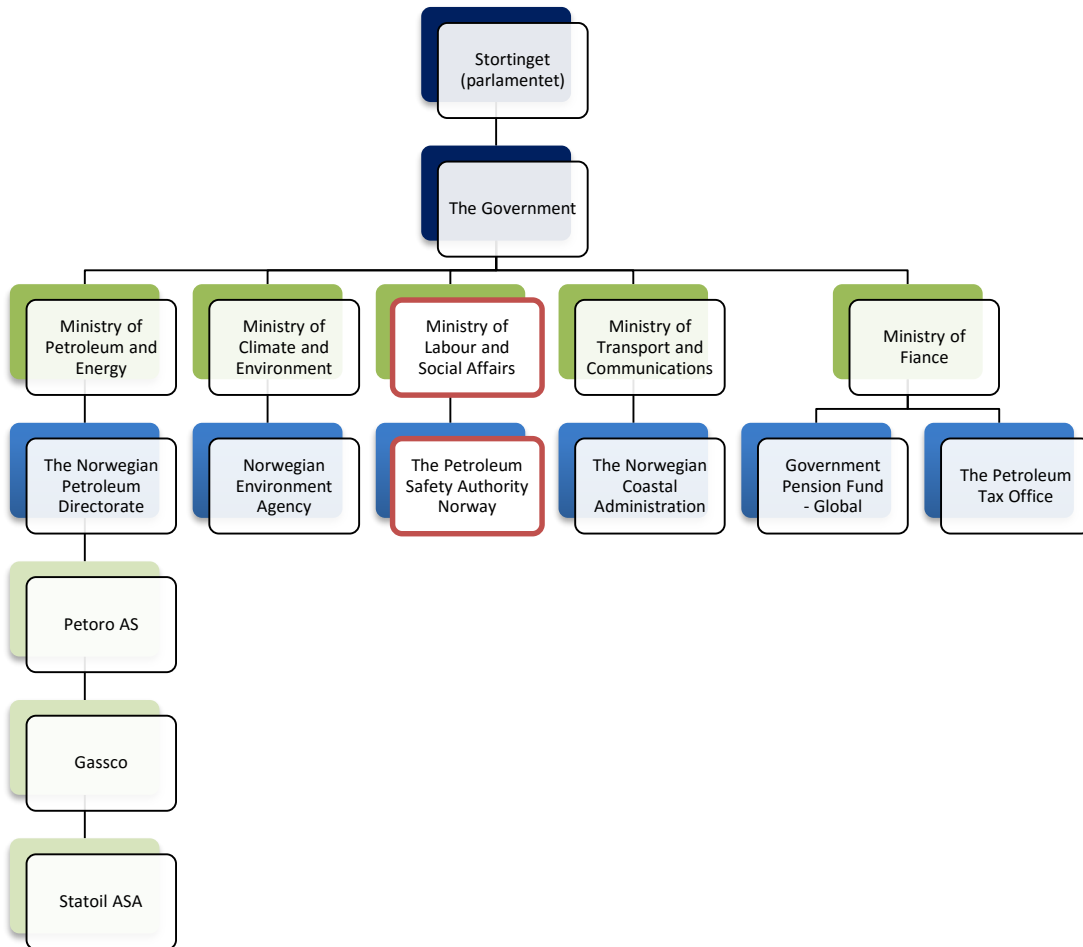 Stortinget
(parlamentet)
The Government
Ministry of
Petroleum and
Energy
Ministry of
Climate and
Environment
Ministry of
Labour and
Social Affairs
Ministry of
Transport and
Communications
Ministry of
Fiance
The Norwegian
Petroleum
Directorate
Norwegian
Environment
Agency
The Petroleum
Safety Authority
Norway
The Norwegian
Coastal
Administration
Government
Pension Fund
- Global
The Petroleum
Tax Office
Petoro AS
Gassco
Statoil ASA